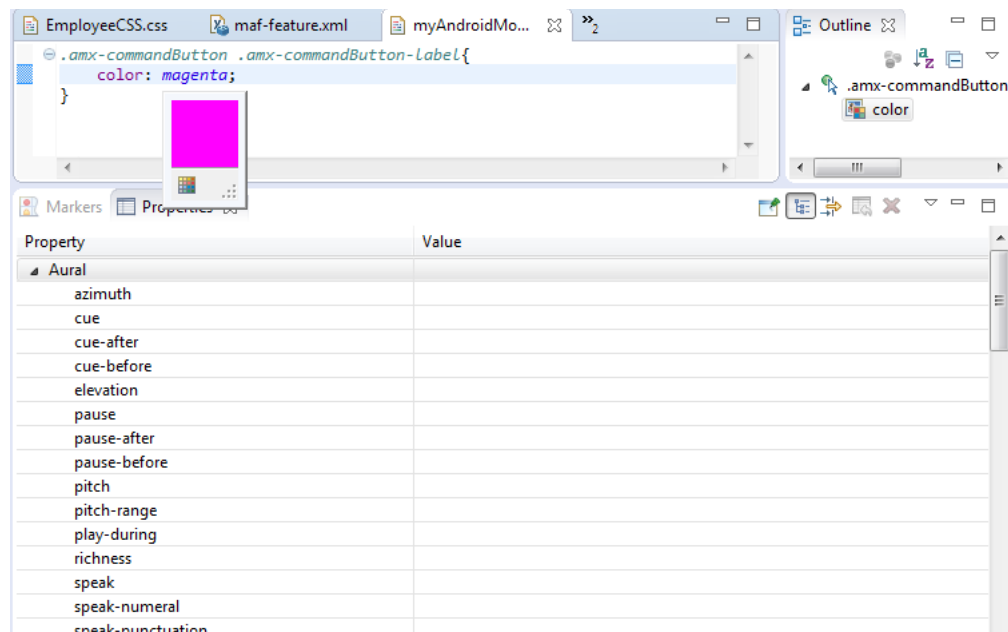 EmployeeCSS.css maf-feature.xml myAndroidMo... »2
.amx-commandButton .amx-commandButton-label{
color: magenta;
}
Outline
.amx-commandButton
color
Markers Properties
Property Value
Aural
azimuth
cue
cue-after
cue-before
elevation
pause
pause-after
pause-before
pitch
pitch-range
play-during
richness
speak
speak-numeral
speak-punctuation